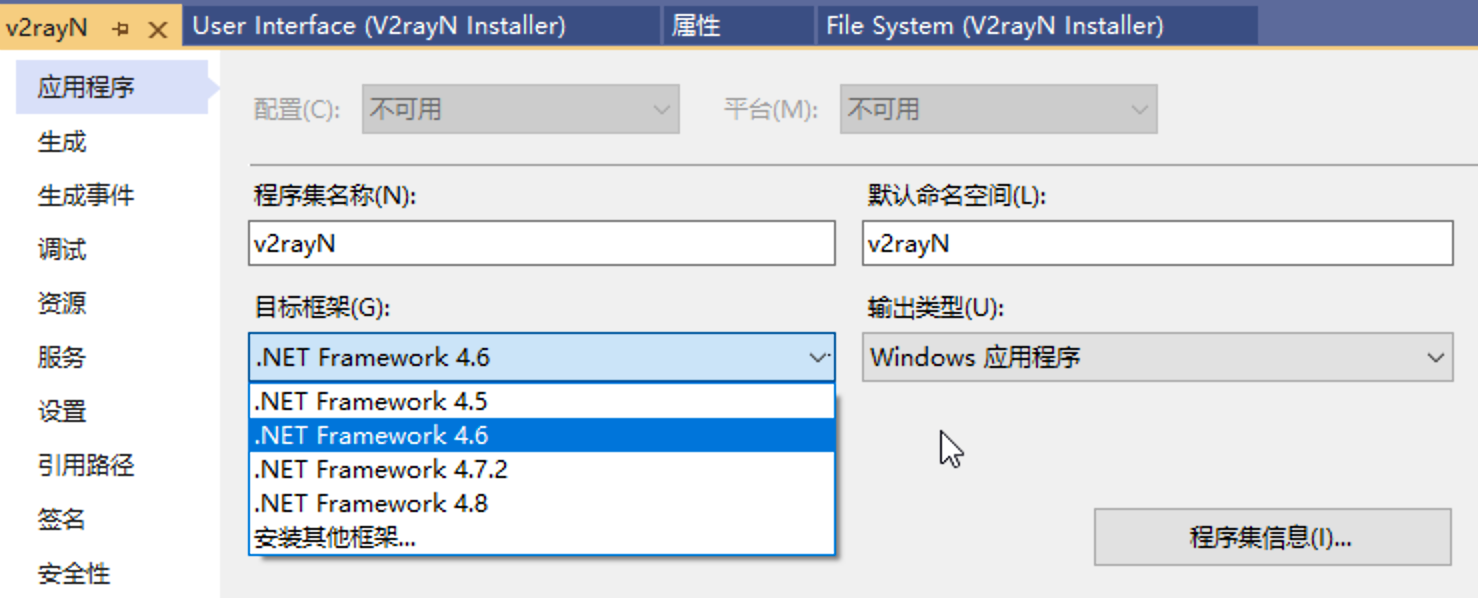 v2rayN User Interface (V2rayN Installer) 属性 File System (V2rayN Installer)
应用程序
配置(C): 不可用 平台(M): 不可用
生成
生成事件
程序集名称(N): 默认命名空间(L):
v2rayN v2rayN
调试
资源
目标框架(G): 输出类型(U):
服务
.NET Framework 4.6 Windows 应用程序
设置
.NET Framework 4.5
.NET Framework 4.6
引用路径
.NET Framework 4.7.2
签名
.NET Framework 4.8
安装其他框架... 程序集信息(I)...
安全性